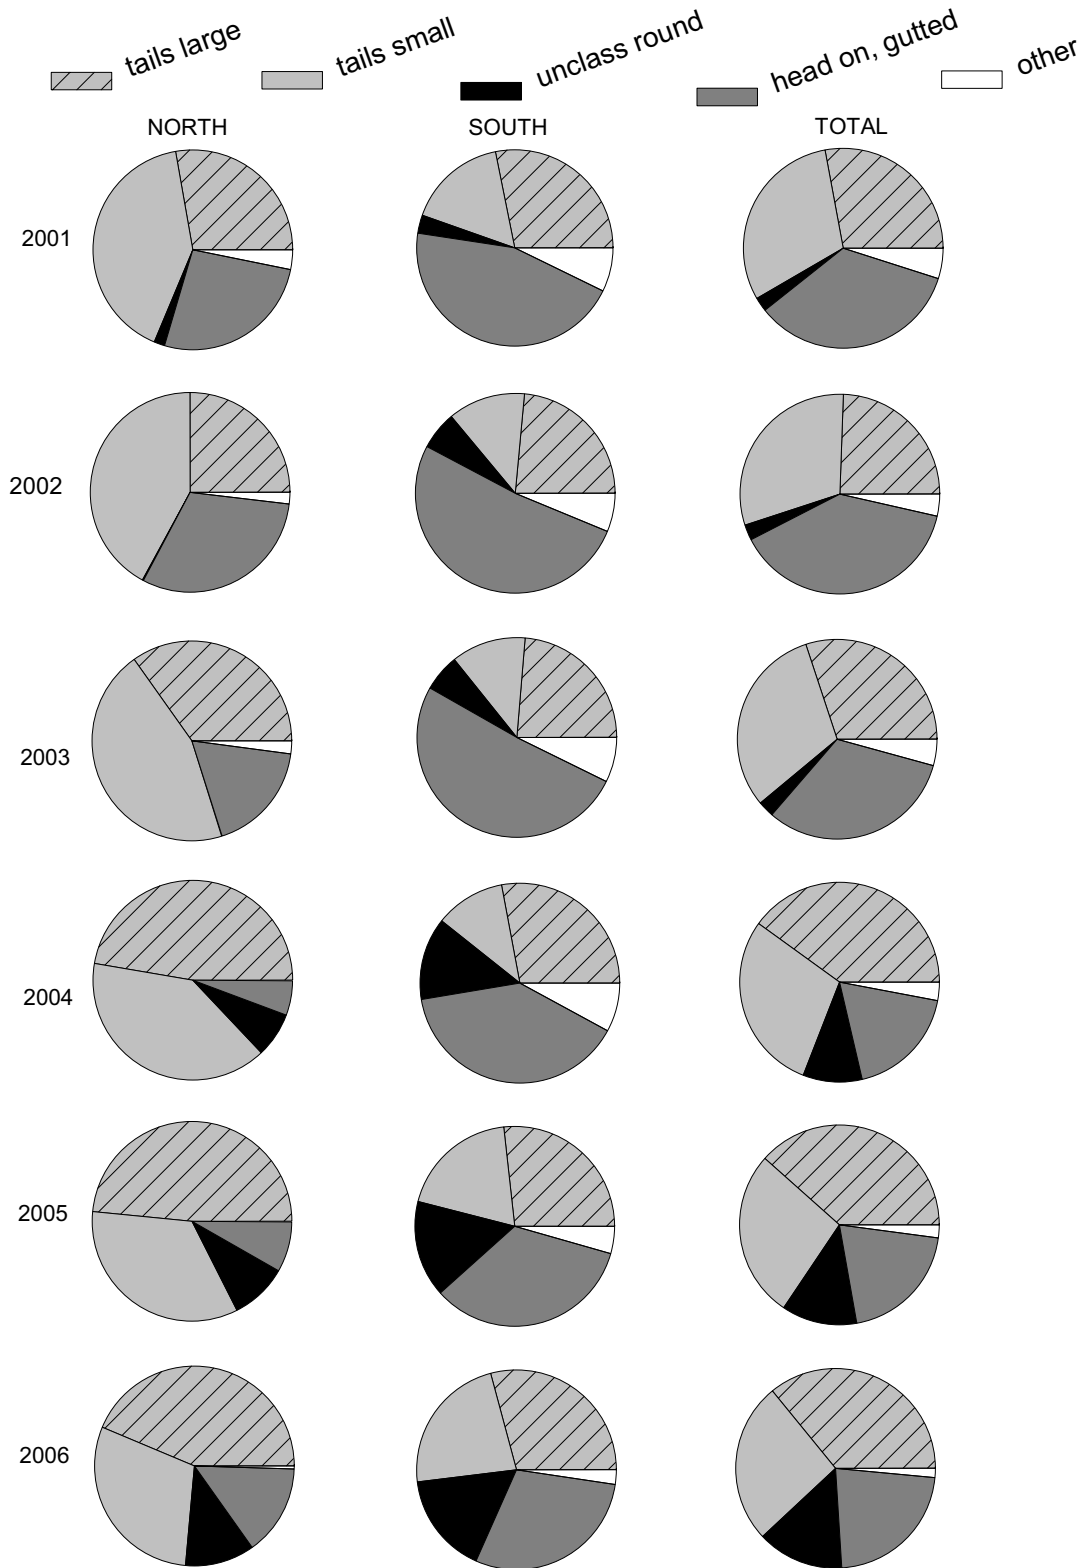 tails large
tails small
unclass round
head on, gutted
other
NORTH
SOUTH
TOTAL
2001
2002
2003
2004
2005
2006